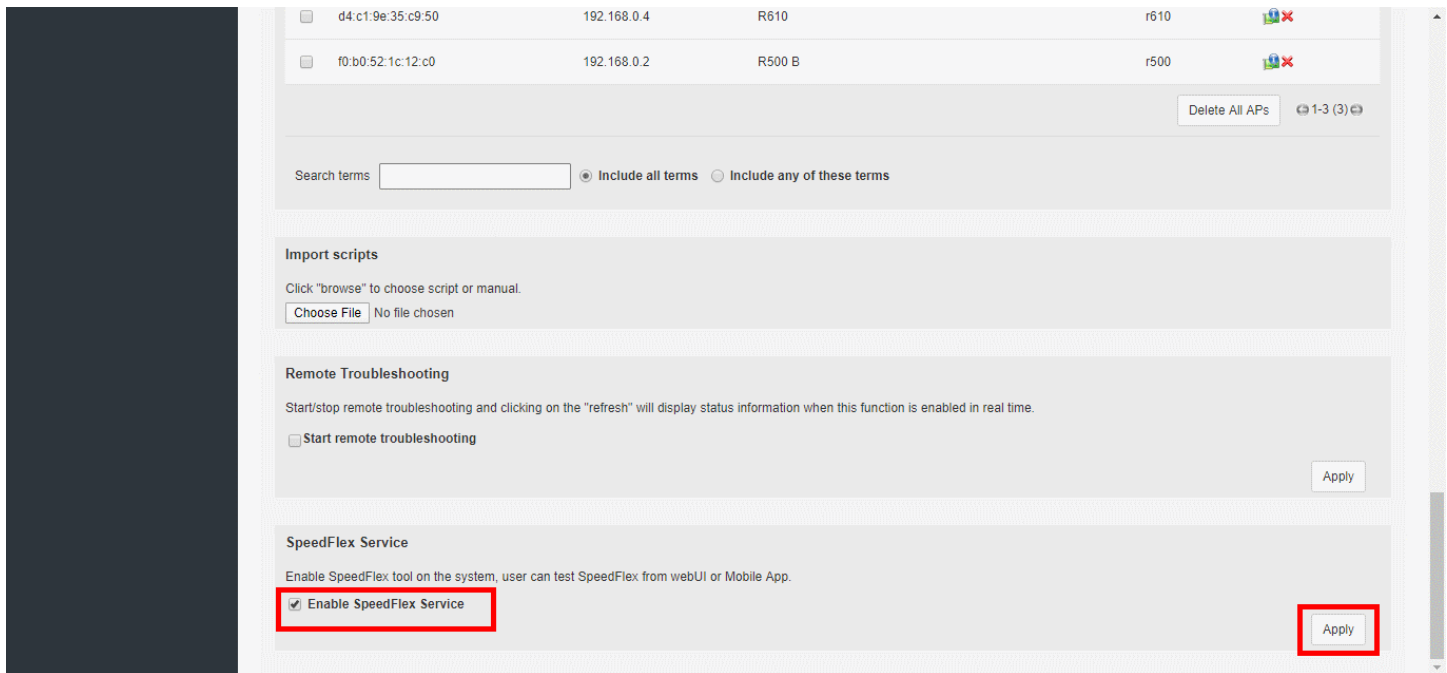 d4:c1:9e:35:c9:50 192.168.0.4 R610 r610
f0:b0:52:1c:12:c0 192.168.0.2 R500 B r500
Delete All APs 1-3 (3)
Search terms Include all terms Include any of these terms
Import scripts
Click "browse" to choose script or manual.
Choose File No file chosen
Remote Troubleshooting
Start/stop remote troubleshooting and clicking on the "refresh" will display status information when this function is enabled in real time.
Start remote troubleshooting
Apply
SpeedFlex Service
Enable SpeedFlex tool on the system, user can test SpeedFlex from webUI or Mobile App.
Enable SpeedFlex Service
Apply